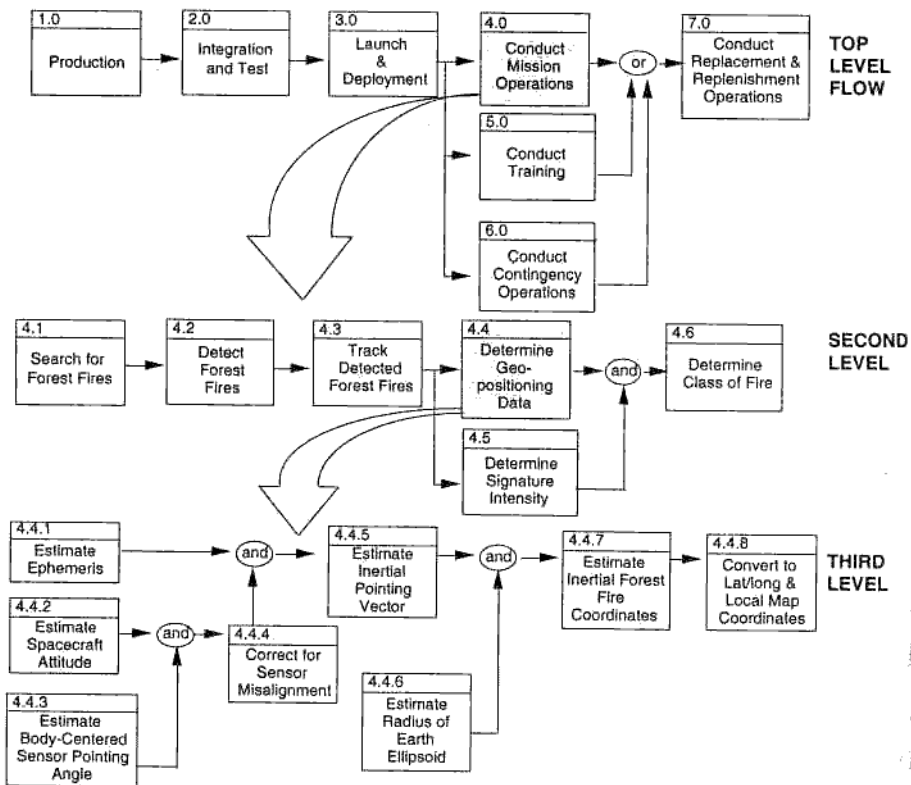 1.0
Production
2.0
Integration
and Test
3.0
Launch
&
Deployment
4.0
Conduct
Mission
Operations
or
7.0
Conduct
Replacement &
Replenishment
Operations
TOP
LEVEL
FLOW
5.0
Conduct
Training
6.0
Conduct
Contingency
Operations
4.1
Search for
Forest Fires
4.2
Detect
Forest
Fires
4.3
Track
Detected
Forest Fires
4.4
Determine
Geo-
positioning
Data
and
4.6
Determine
Class of Fire
SECOND
LEVEL
4.5
Determine
Signature
Intensity
4.4.1
Estimate
Ephemeris
and
4.4.5
Estimate
Inertial
Pointing
Vector
and
4.4.7
Estimate
Inertial Forest
Fire
Coordinates
4.4.8
Convert to
Lat/long &
Local Map
Coordinates
THIRD
LEVEL
4.4.2
Estimate
Spacecraft
Attitude
and
4.4.4
Correct for
Sensor
Misalignment
4.4.3
Estimate
Body-Centered
Sensor Pointing
Angle
4.4.6
Estimate
Radius of
Earth
Ellipsoid